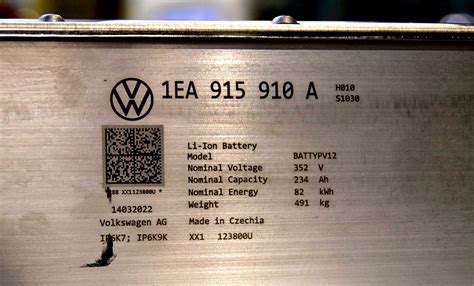 1EA 915 910 A
H010
S1030
Li-Ion Battery
Model BATTYPV12
Nominal Voltage 352 V
Nominal Capacity 234 Ah
Nominal Energy 82 kWh
Weight 491 kg
XX1123800U
14032022
Volkswagen AG Made in Czechia
IP6K7; IP6K9K XX1 123800U